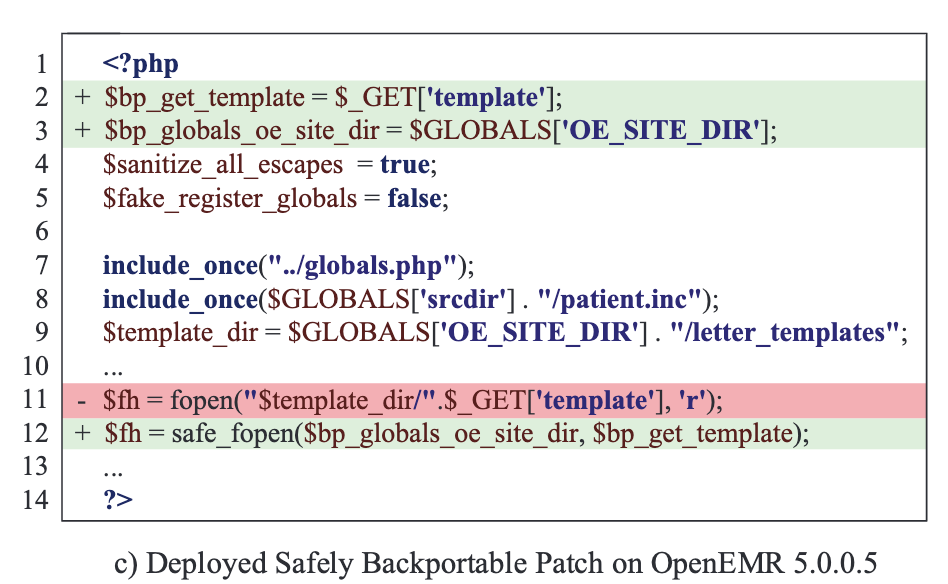 1 <?php
2 + $bp_get_template = $_GET['template'];
3 + $bp_globals_oe_site_dir = $GLOBALS['OE_SITE_DIR'];
4 $sanitize_all_escapes = true;
5 $fake_register_globals = false;
6
7 include_once("../globals.php");
8 include_once($GLOBALS['srcdir'] . "/patient.inc");
9 $template_dir = $GLOBALS['OE_SITE_DIR'] . "/letter_templates";
10 ...
11 - $fh = fopen("$template_dir/".$_GET['template'], 'r');
12 + $fh = safe_fopen($bp_globals_oe_site_dir, $bp_get_template);
13 ...
14 ?>
c) Deployed Safely Backportable Patch on OpenEMR 5.0.0.5